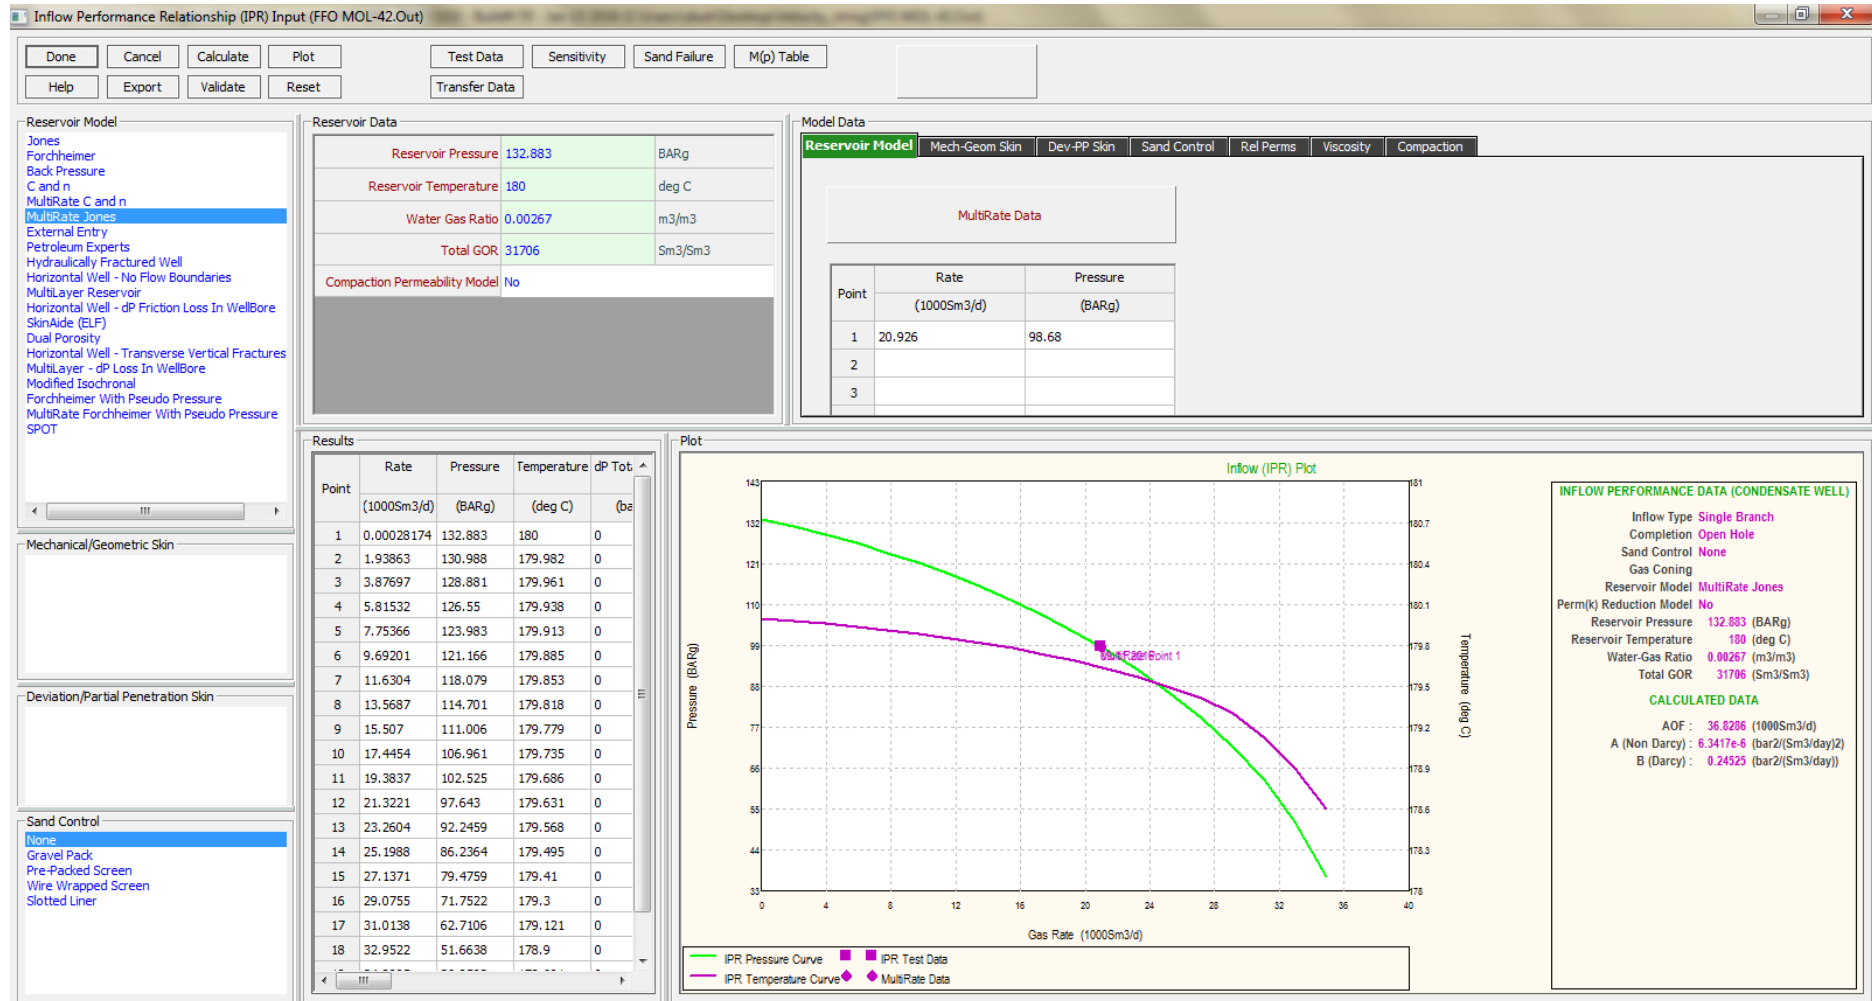 Inflow Performance Relationship (IPR) Input (FFO MOL-42.Out)
Done Cancel Calculate Plot Test Data Sensitivity Sand Failure M(p) Table
Help Export Validate Reset Transfer Data
Reservoir Model
Jones
Forchheimer
Back Pressure
C and n
MultiRate C and n
MultiRate Jones
External Entry
Petroleum Experts
Hydraulically Fractured Well
Horizontal Well - No Flow Boundaries
MultiLayer Reservoir
Horizontal Well - dP Friction Loss In WellBore
SkinAide (ELF)
Dual Porosity
Horizontal Well - Transverse Vertical Fractures
MultiLayer - dP Loss In WellBore
Modified Isochronal
Forchheimer With Pseudo Pressure
MultiRate Forchheimer With Pseudo Pressure
SPOT
Mechanical/Geometric Skin
Deviation/Partial Penetration Skin
Sand Control
None
Gravel Pack
Pre-Packed Screen
Wire Wrapped Screen
Slotted Liner
Reservoir Data
Reservoir Pressure 132.883 BARg
Reservoir Temperature 180 deg C
Water Gas Ratio 0.00267 m3/m3
Total GOR 31706 Sm3/Sm3
Compaction Permeability Model No
Model Data
Reservoir Model Mech-Geom Skin Dev-PP Skin Sand Control Rel Perms Viscosity Compaction
MultiRate Data
Point Rate Pressure
(1000Sm3/d) (BARg)
1 20.926 98.68
2
3
Results
Point Rate Pressure Temperature dP Tot
(1000Sm3/d) (BARg) (deg C) (ba
1 0.00028174 132.883 180 0
2 1.93863 130.988 179.982 0
3 3.87697 128.881 179.961 0
4 5.81532 126.55 179.938 0
5 7.75366 123.983 179.913 0
6 9.69201 121.166 179.885 0
7 11.6304 118.079 179.853 0
8 13.5687 114.701 179.818 0
9 15.507 111.006 179.779 0
10 17.4454 106.961 179.735 0
11 19.3837 102.525 179.686 0
12 21.3221 97.643 179.631 0
13 23.2604 92.2459 179.568 0
14 25.1988 86.2364 179.495 0
15 27.1371 79.4759 179.41 0
16 29.0755 71.7522 179.3 0
17 31.0138 62.7106 179.121 0
18 32.9522 51.6638 178.9 0
Plot
Inflow (IPR) Plot
Pressure (BARg)
143
132
121
110
99
88
77
66
55
44
33
0 4 8 12 16 20 24 28 32 36 40
Gas Rate (1000Sm3/d)
181
180.7
180.4
180.1
179.8
179.5
179.2
178.9
178.6
178.3
178
Temperature (deg C)
Point 1
IPR Pressure Curve IPR Test Data
IPR Temperature Curve MultiRate Data
INFLOW PERFORMANCE DATA (CONDENSATE WELL)
Inflow Type Single Branch
Completion Open Hole
Sand Control None
Gas Coning
Reservoir Model MultiRate Jones
Perm(k) Reduction Model No
Reservoir Pressure 132.883 (BARg)
Reservoir Temperature 180 (deg C)
Water-Gas Ratio 0.00267 (m3/m3)
Total GOR 31706 (Sm3/Sm3)
CALCULATED DATA
AOF : 36.8286 (1000Sm3/d)
A (Non Darcy) : 6.3417e-6 (bar2/(Sm3/day)2)
B (Darcy) : 0.24525 (bar2/(Sm3/day))